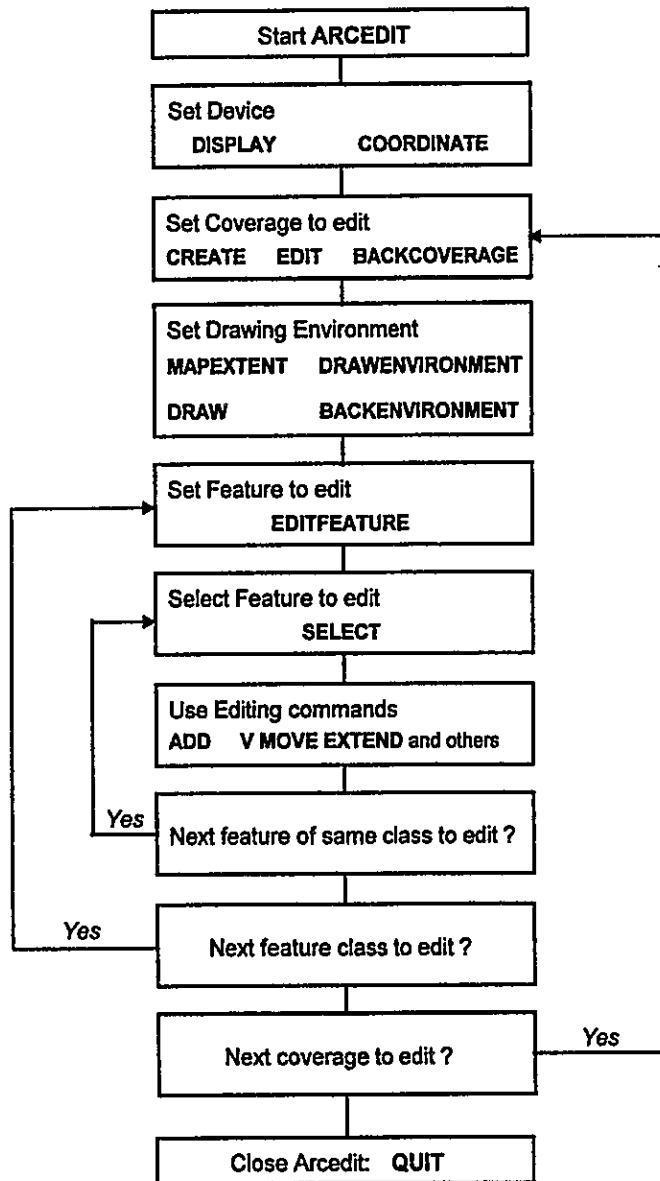 Start ARCEDIT
Set Device
DISPLAY COORDINATE
Set Coverage to edit
CREATE EDIT BACKCOVERAGE
Set Drawing Environment
MAPEXTENT DRAWENVIRONMENT
DRAW BACKENVIRONMENT
Set Feature to edit
EDITFEATURE
Select Feature to edit
SELECT
Use Editing commands
ADD V MOVE EXTEND and others
Yes
Next feature of same class to edit ?
Yes
Next feature class to edit ?
Next coverage to edit ?
Yes
Close Arcedit: QUIT